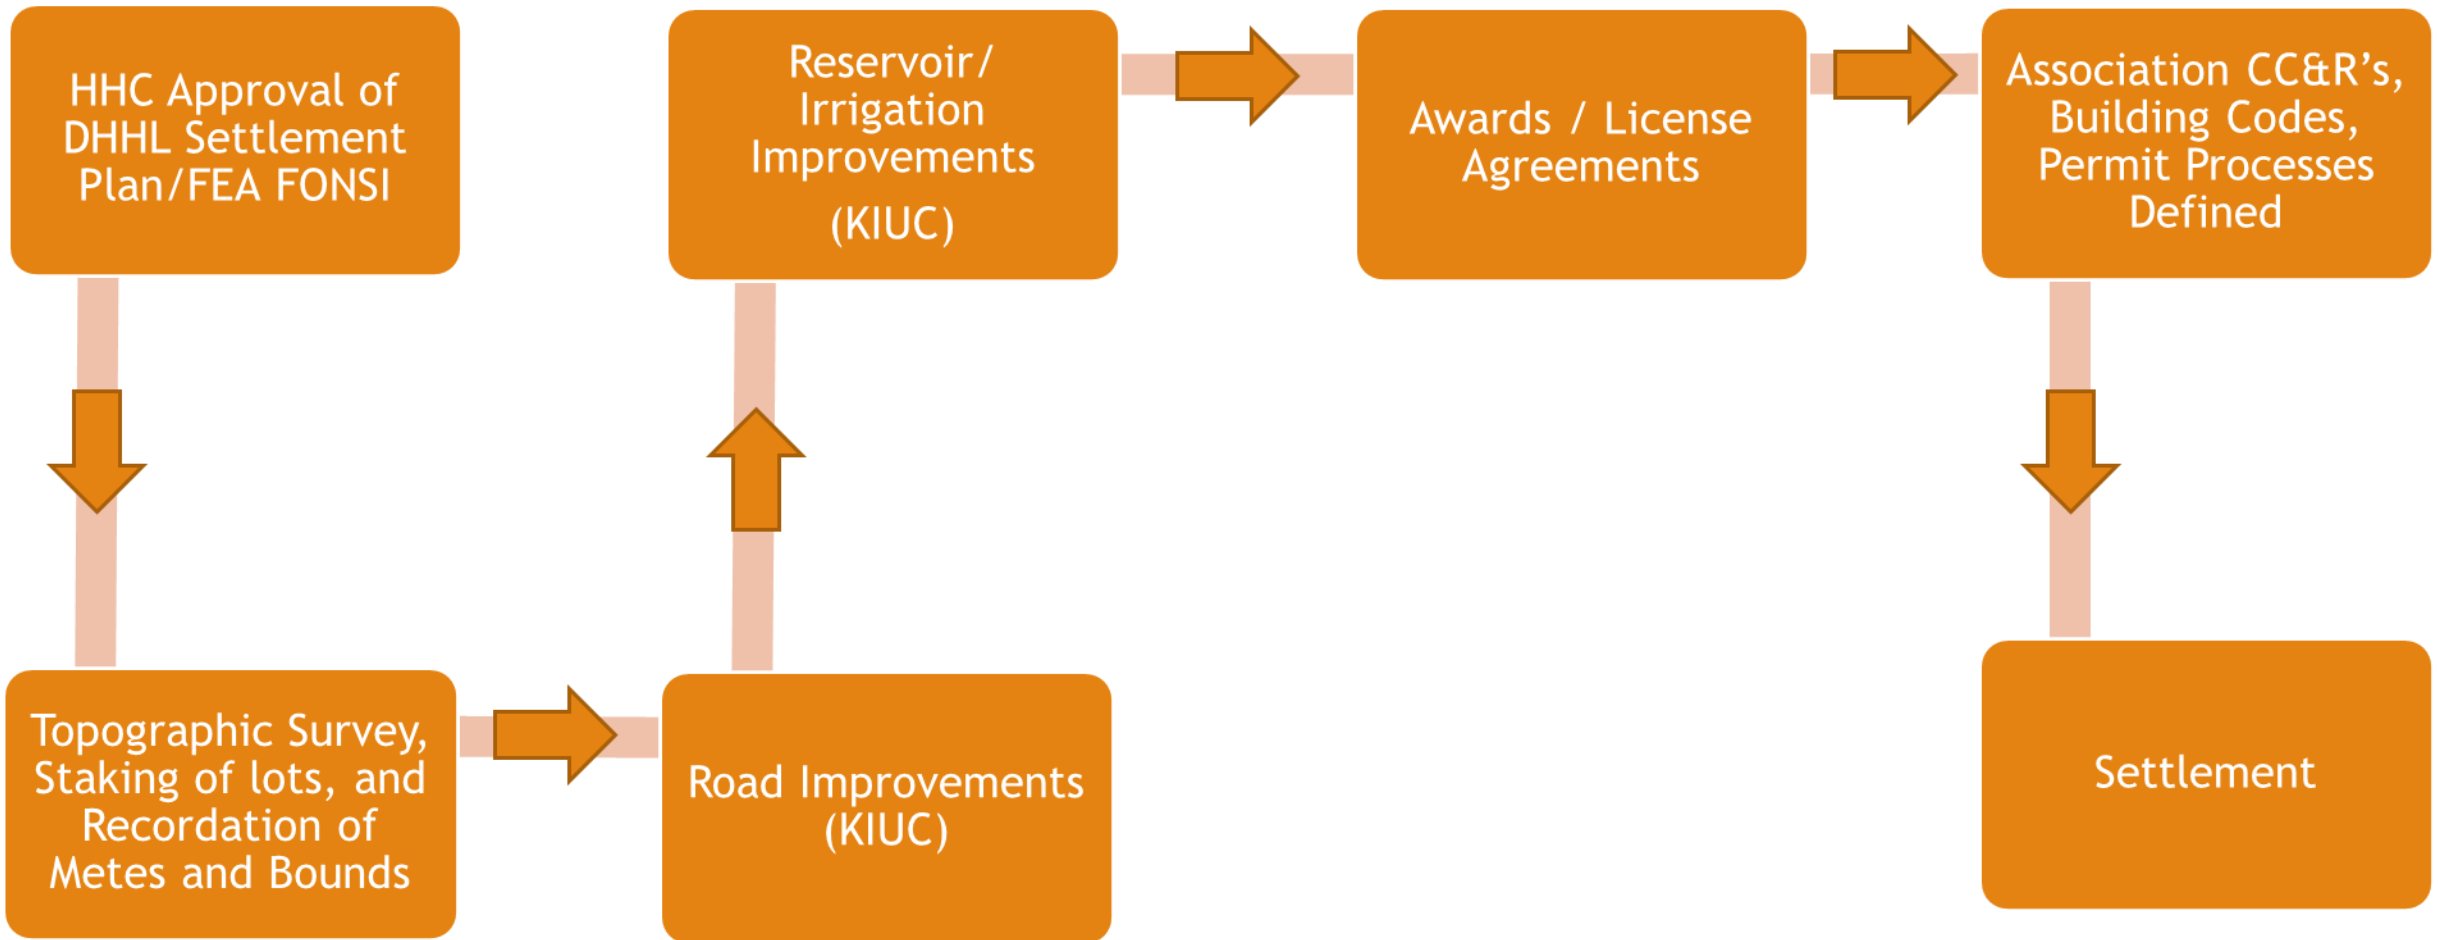 HHC Approval of
DHHL Settlement
Plan/FEA FONSI
Topographic Survey,
Staking of lots, and
Recordation of
Metes and Bounds
Road Improvements
(KIUC)
Reservoir/
Irrigation
Improvements
(KIUC)
Awards / License
Agreements
Association CC&R’s,
Building Codes,
Permit Processes
Defined
Settlement